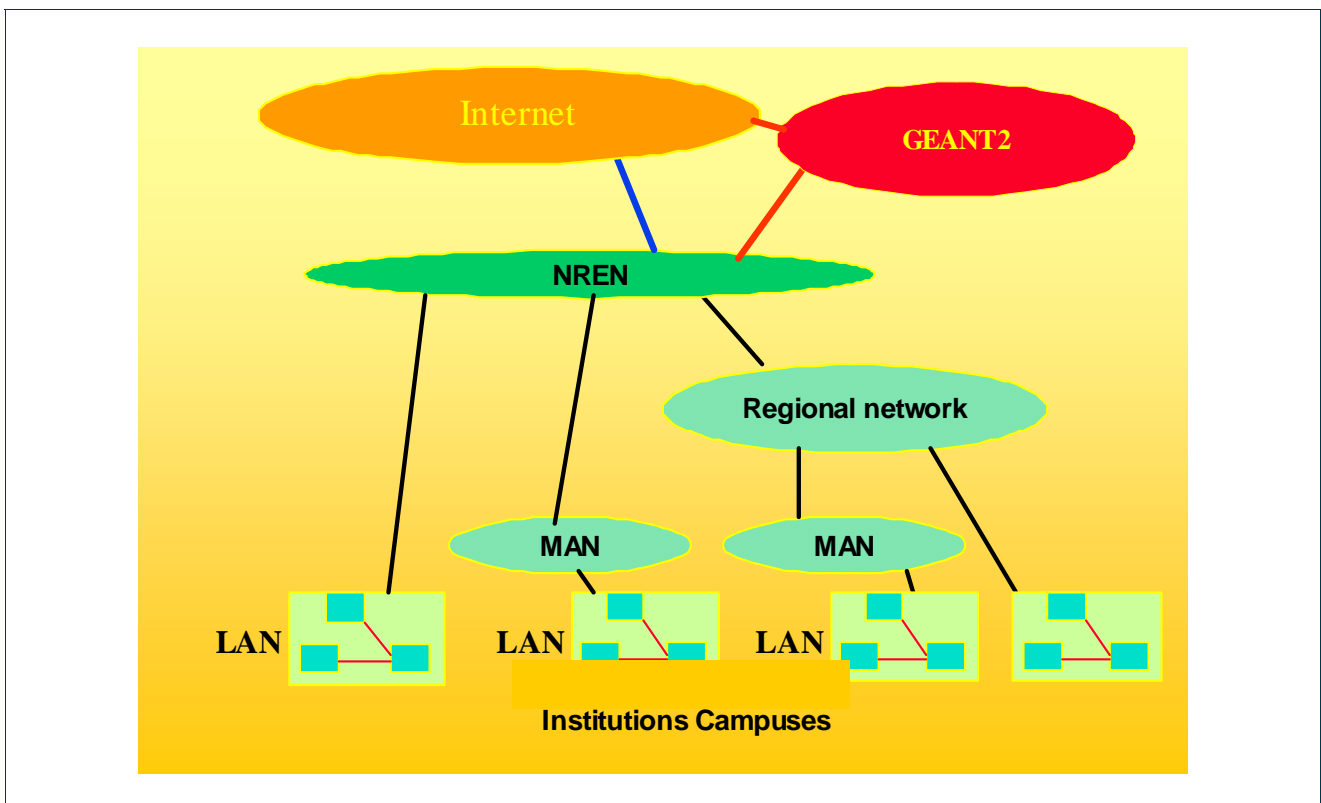 Internet
GEANT2
NREN
Regional network
MAN
MAN
LAN
LAN
LAN
Institutions Campuses